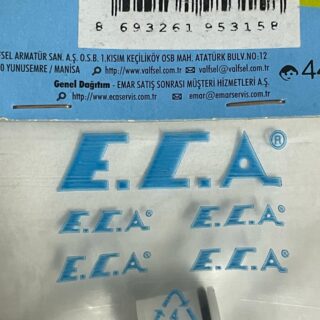 8 693261 953158
SEL ARMATÜR SAN. A.Ş. O.S.B. 1.KISIM KEÇİLİKÖY OSB MAH. ATATÜRK BULV.NO:12
0 YUNUSEMRE / MANİSA http://www.valfsel.com.tr valfsel@valfsel.com.tr
44
Genel Dağıtım - EMAR SATIŞ SONRASI MÜŞTERİ HİZMETLERİ A.Ş.
http://www.ecaservis.com.tr emar@emarservis.com.tr
E.C.A®
E.C.A® E.C.A®
E.C.A® E.C.A®